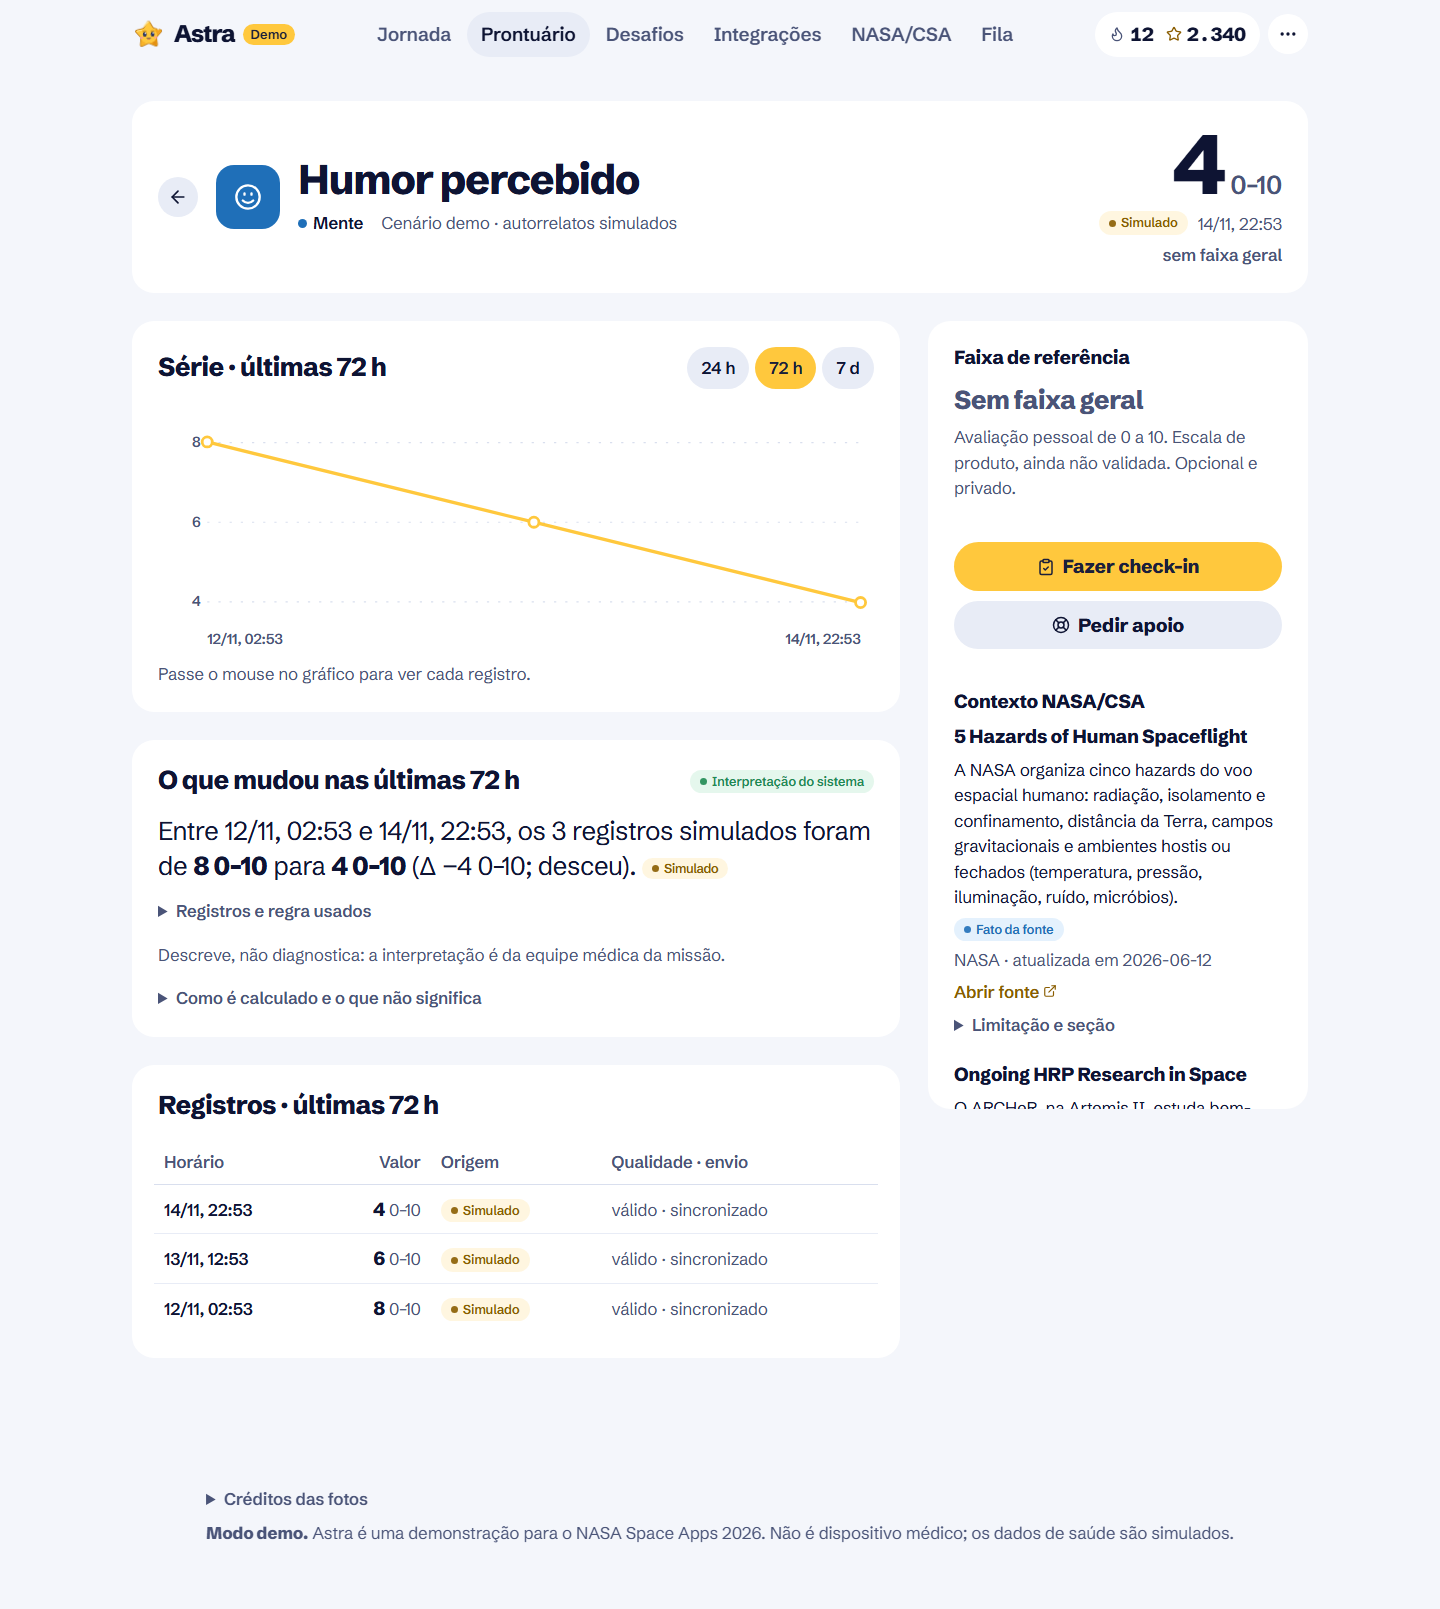 Astra Demo
Jornada
Prontuário
Desafios
Integrações
NASA/CSA
Fila
12 2.340
Humor percebido
Mente Cenário demo · autorrelatos simulados
4 0–10
Simulado 14/11, 22:53
sem faixa geral
Série · últimas 72 h
24 h
72 h
7 d
8
6
4
12/11, 02:53
14/11, 22:53
Passe o mouse no gráfico para ver cada registro.
O que mudou nas últimas 72 h
Interpretação do sistema
Entre 12/11, 02:53 e 14/11, 22:53, os 3 registros simulados foram
de 8 0–10 para 4 0–10 (Δ −4 0–10; desceu). Simulado
Registros e regra usados
Descreve, não diagnostica: a interpretação é da equipe médica da missão.
Como é calculado e o que não significa
Registros · últimas 72 h
Horário Valor Origem Qualidade · envio
14/11, 22:53 4 0–10 Simulado válido · sincronizado
13/11, 12:53 6 0–10 Simulado válido · sincronizado
12/11, 02:53 8 0–10 Simulado válido · sincronizado
Faixa de referência
Sem faixa geral
Avaliação pessoal de 0 a 10. Escala de
produto, ainda não validada. Opcional e
privado.
Fazer check-in
Pedir apoio
Contexto NASA/CSA
5 Hazards of Human Spaceflight
A NASA organiza cinco hazards do voo
espacial humano: radiação, isolamento e
confinamento, distância da Terra, campos
gravitacionais e ambientes hostis ou
fechados (temperatura, pressão,
iluminação, ruído, micróbios).
Fato da fonte
NASA · atualizada em 2026-06-12
Abrir fonte
Limitação e seção
Ongoing HRP Research in Space
O ARCHeR, na Artemis II, estuda bem-
Créditos das fotos
Modo demo. Astra é uma demonstração para o NASA Space Apps 2026. Não é dispositivo médico; os dados de saúde são simulados.